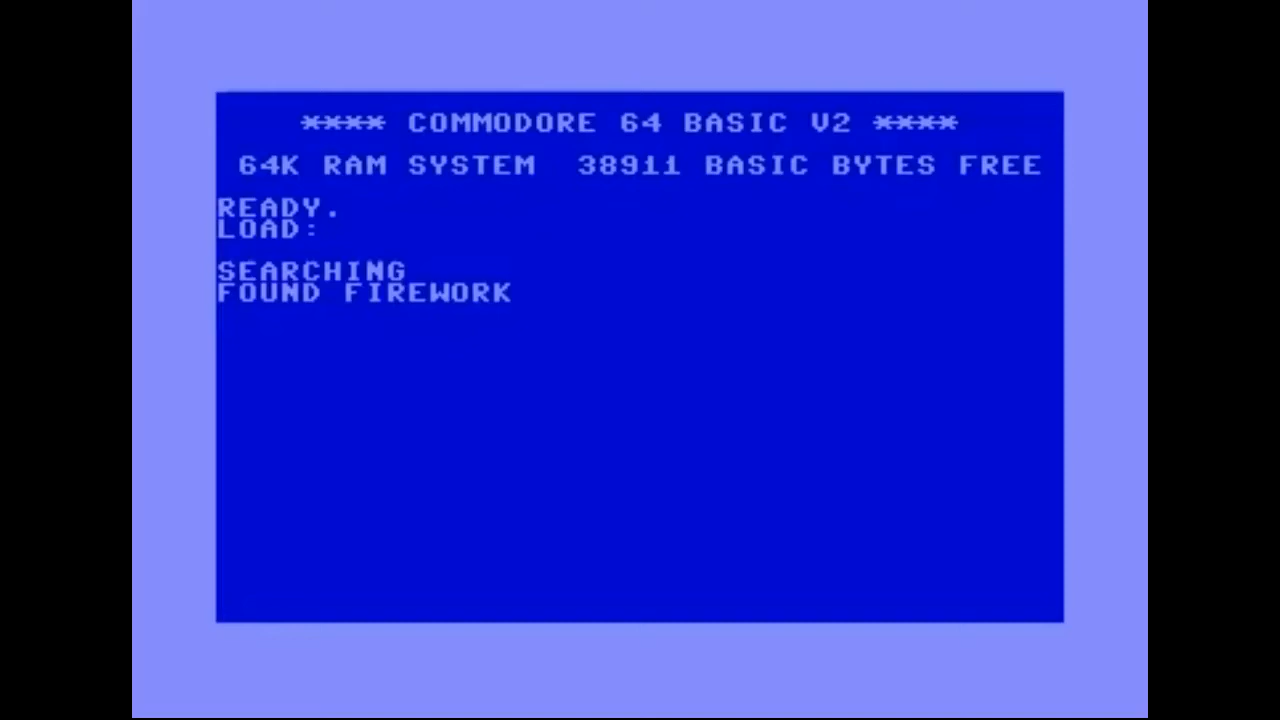 **** COMMODORE 64 BASIC V2 ****
64K RAM SYSTEM  38911 BASIC BYTES FREE
READY.
LOAD:
SEARCHING
FOUND FIREWORK